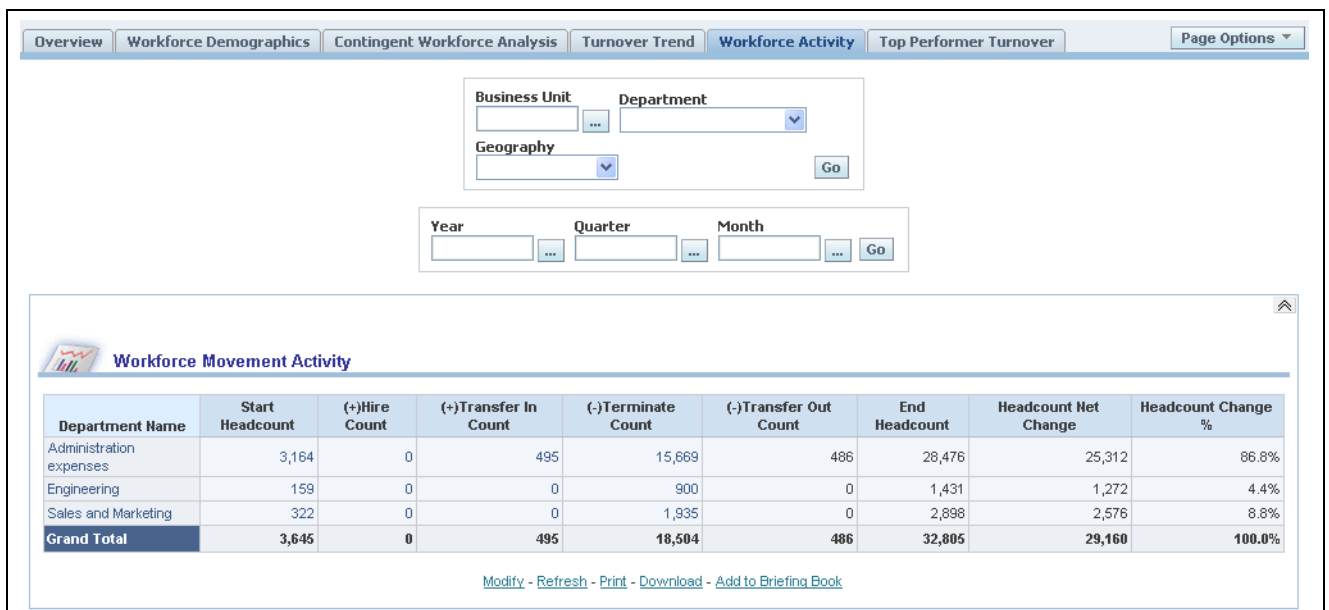 Overview Workforce Demographics Contingent Workforce Analysis Turnover Trend Workforce Activity Top Performer Turnover Page Options
Business Unit Department
...
Geography
Go
Year Quarter Month
... ... ... Go
Workforce Movement Activity
Department Name Start Headcount (+)Hire Count (+)Transfer In Count (-)Terminate Count (-)Transfer Out Count End Headcount Headcount Net Change Headcount Change %
Administration expenses 3,164 0 495 15,669 486 28,476 25,312 86.8%
Engineering 159 0 0 900 0 1,431 1,272 4.4%
Sales and Marketing 322 0 0 1,935 0 2,898 2,576 8.8%
Grand Total 3,645 0 495 18,504 486 32,805 29,160 100.0%
Modify - Refresh - Print - Download - Add to Briefing Book